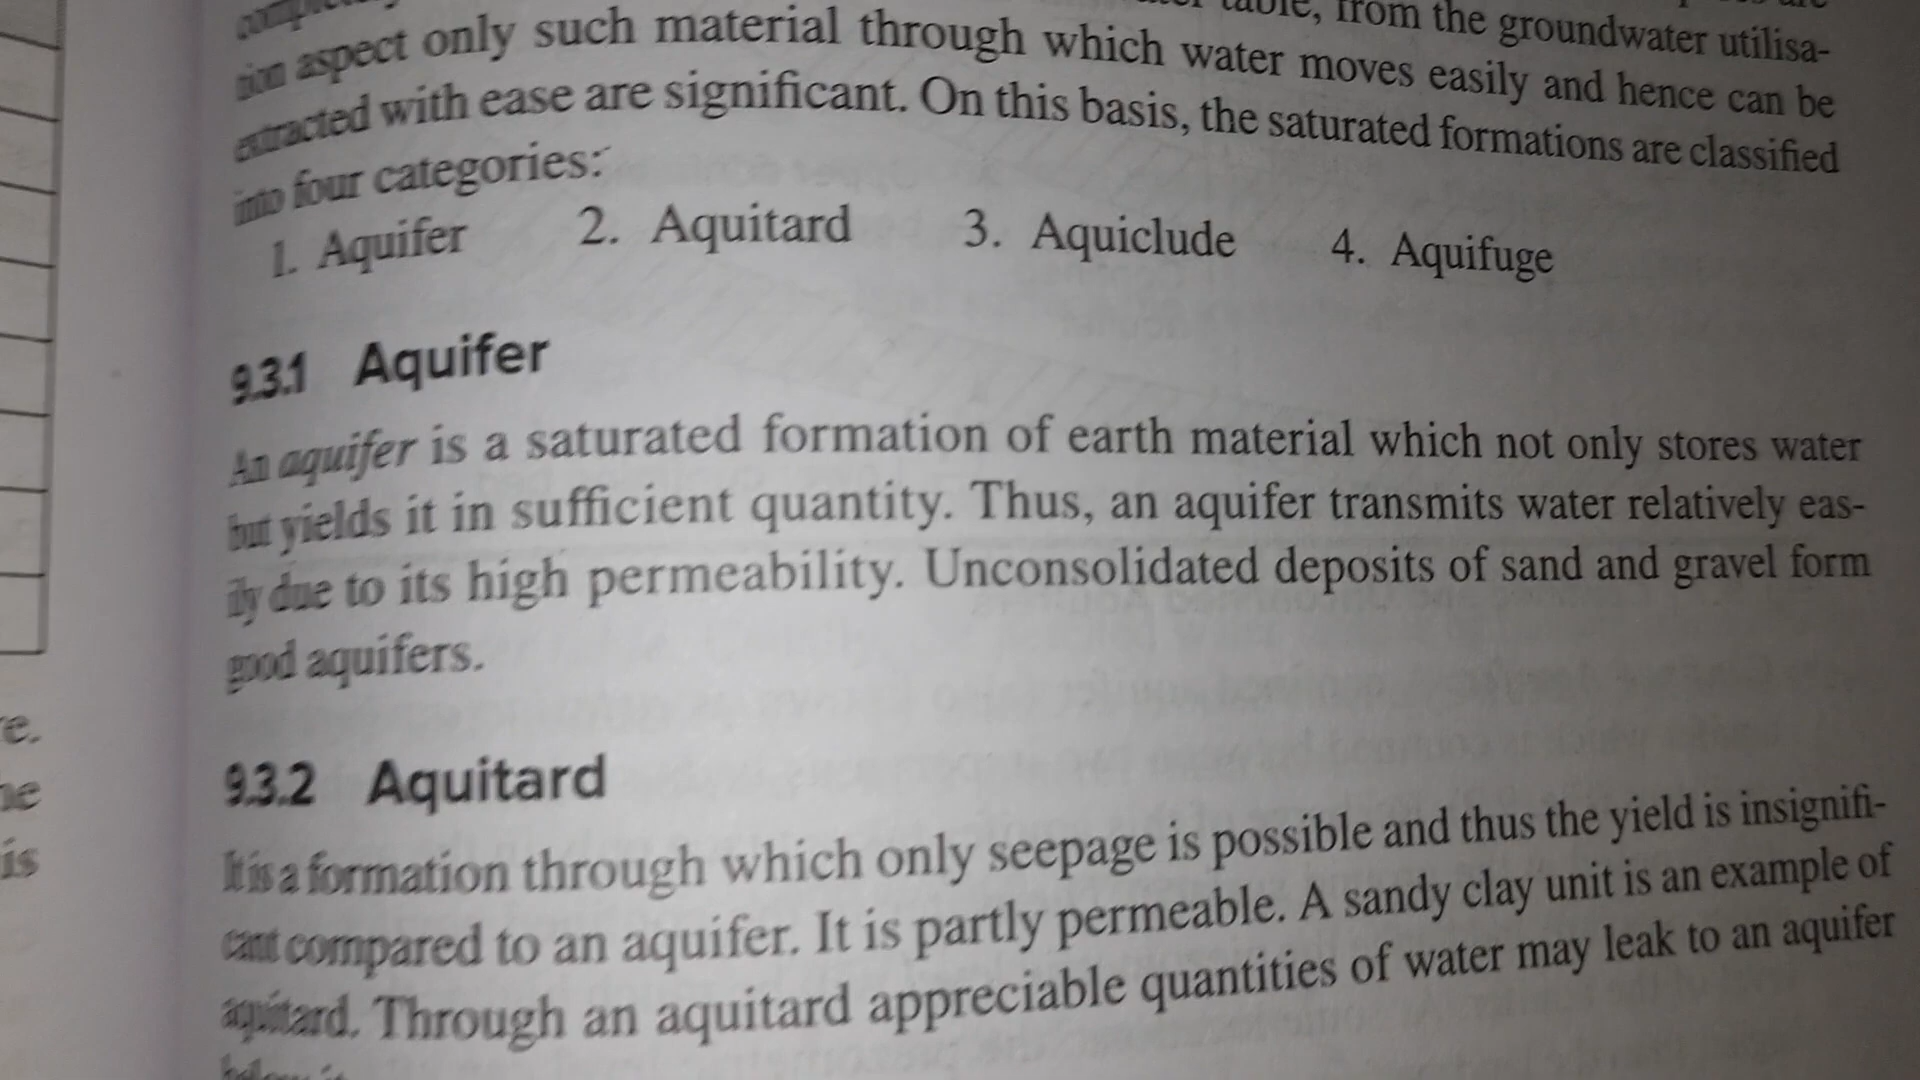 table, from the groundwater utilisa-
tion aspect only such material through which water moves easily and hence can be
extracted with ease are significant. On this basis, the saturated formations are classified
into four categories:
1. Aquifer 2. Aquitard 3. Aquiclude 4. Aquifuge
9.3.1 Aquifer
An aquifer is a saturated formation of earth material which not only stores water
but yields it in sufficient quantity. Thus, an aquifer transmits water relatively eas-
ily due to its high permeability. Unconsolidated deposits of sand and gravel form
good aquifers.
9.3.2 Aquitard
It is a formation through which only seepage is possible and thus the yield is insignifi-
cant compared to an aquifer. It is partly permeable. A sandy clay unit is an example of
aquitard. Through an aquitard appreciable quantities of water may leak to an aquifer
below it.
is